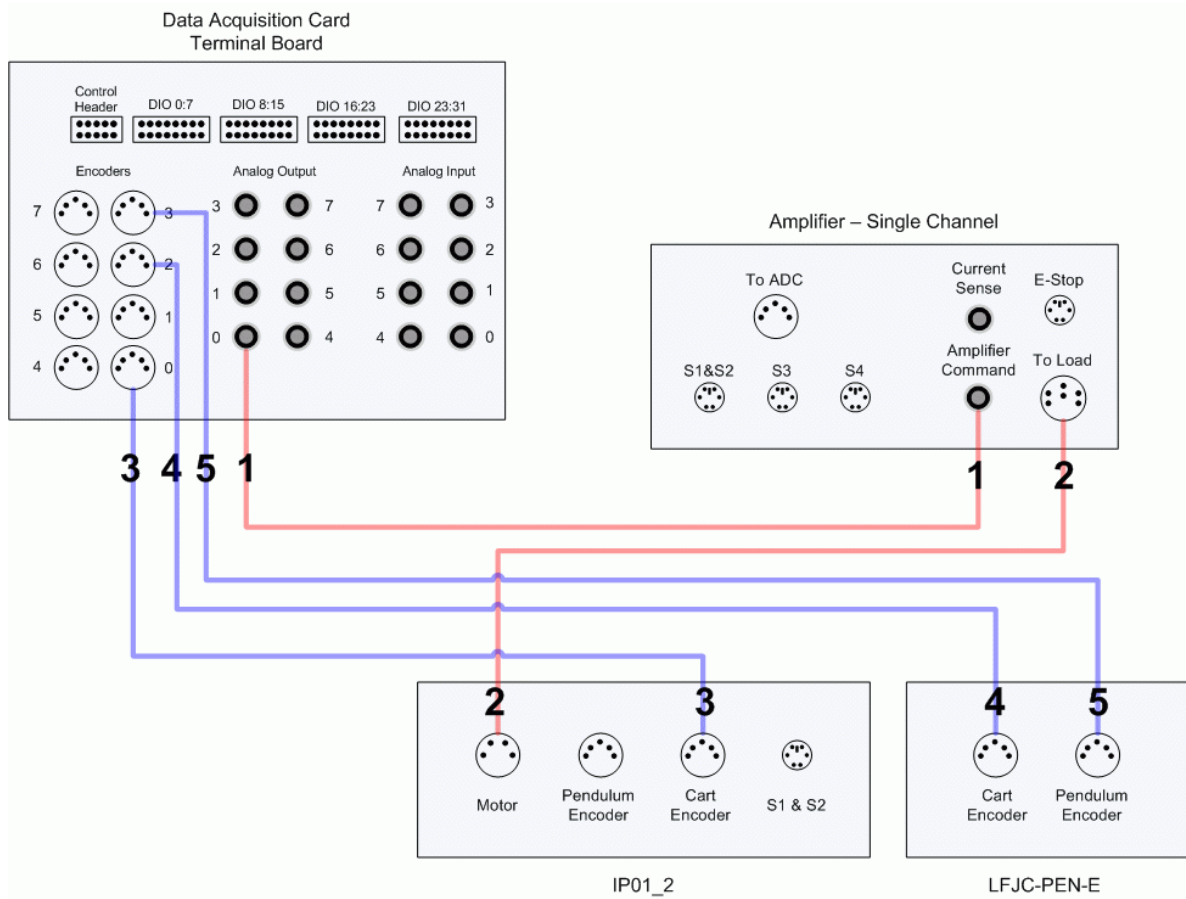 Data Acquisition Card
Terminal Board
Control
Header
DIO 0:7
DIO 8:15
DIO 16:23
DIO 23:31
Encoders
Analog Output
Analog Input
7 3 3 7 7 3
6 2 2 6 6 2
5 1 1 5 5 1
4 0 0 4 4 0
Amplifier – Single Channel
To ADC
Current
Sense
E-Stop
S1&S2
S3
S4
Amplifier
Command
To Load
3 4 5 1
1 2
2 3
4 5
Motor
Pendulum
Encoder
Cart
Encoder
S1 & S2
Cart
Encoder
Pendulum
Encoder
IP01_2
LFJC-PEN-E